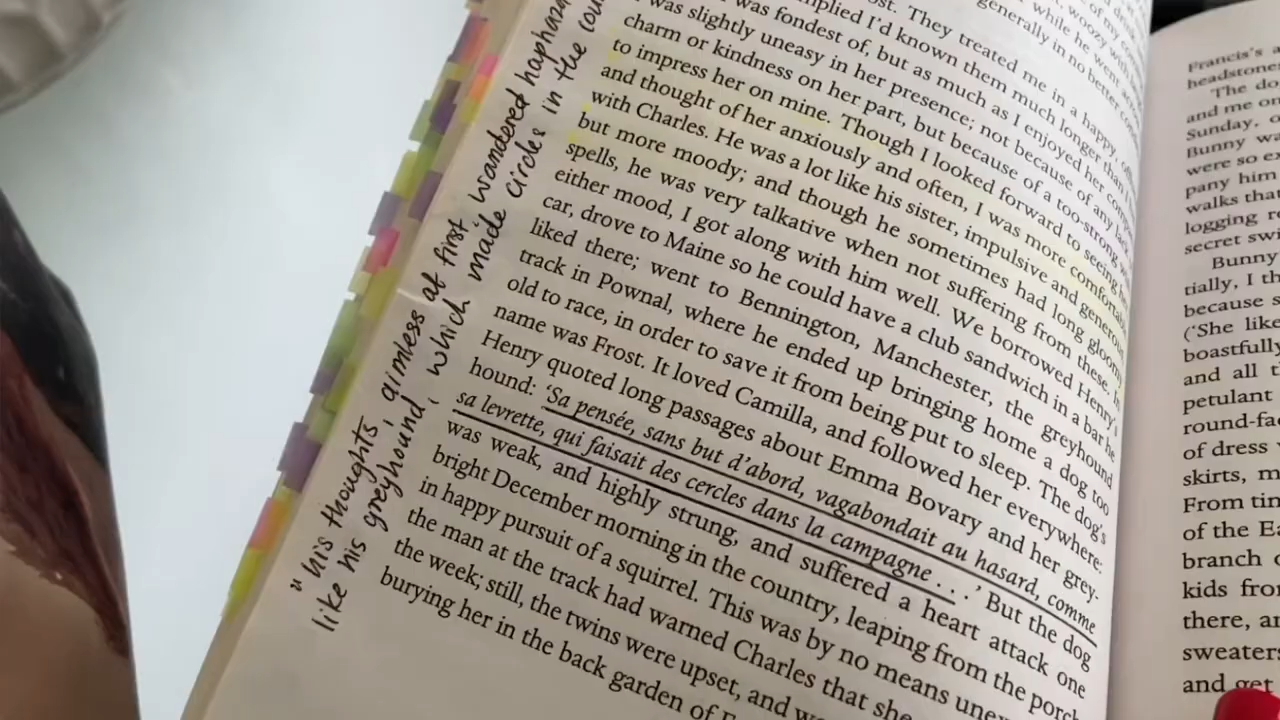 "his thoughts, aimless at first, wandered
like his greyhound, which made circles in the
They treated me in a happy,
implied I'd known them much longer than
was fondest of, but as much as I enjoyed her
was slightly uneasy in her presence; not because of any lack
charm or kindness on her part, but because of a too-strong
to impress her on mine. Though I looked forward to seeing her
and thought of her anxiously and often, I was more comfortable
with Charles. He was a lot like his sister, impulsive and generous
but more moody; and though he sometimes had long gloomy
spells, he was very talkative when not suffering from these. In
either mood, I got along with him well. We borrowed Henry's
car, drove to Maine so he could have a club sandwich in a bar he
liked there; went to Bennington, Manchester, the greyhound
track in Pownal, where he ended up bringing home a dog too
old to race, in order to save it from being put to sleep. The dog's
name was Frost. It loved Camilla, and followed her everywhere:
Henry quoted long passages about Emma Bovary and her grey-
hound: 'Sa pensée, sans but d'abord, vagabondait au hasard, comme
sa levrette, qui faisait des cercles dans la campagne . . .' But the dog
was weak, and highly strung, and suffered a heart attack one
bright December morning in the country, leaping from the porch
in happy pursuit of a squirrel. This was by no means
the man at the track had warned Charles that she
the week; still, the twins were upset, and
burying her in the back garden of
Francis's
The
and me
Sunday,
Bunny
were so
pany him
walks
logging
secret
Bunny
tially, I
because
('She like
boastfully
and all
petulant
of dress
skirts,
From
of the
branch
kids
there,
sweaters
and get